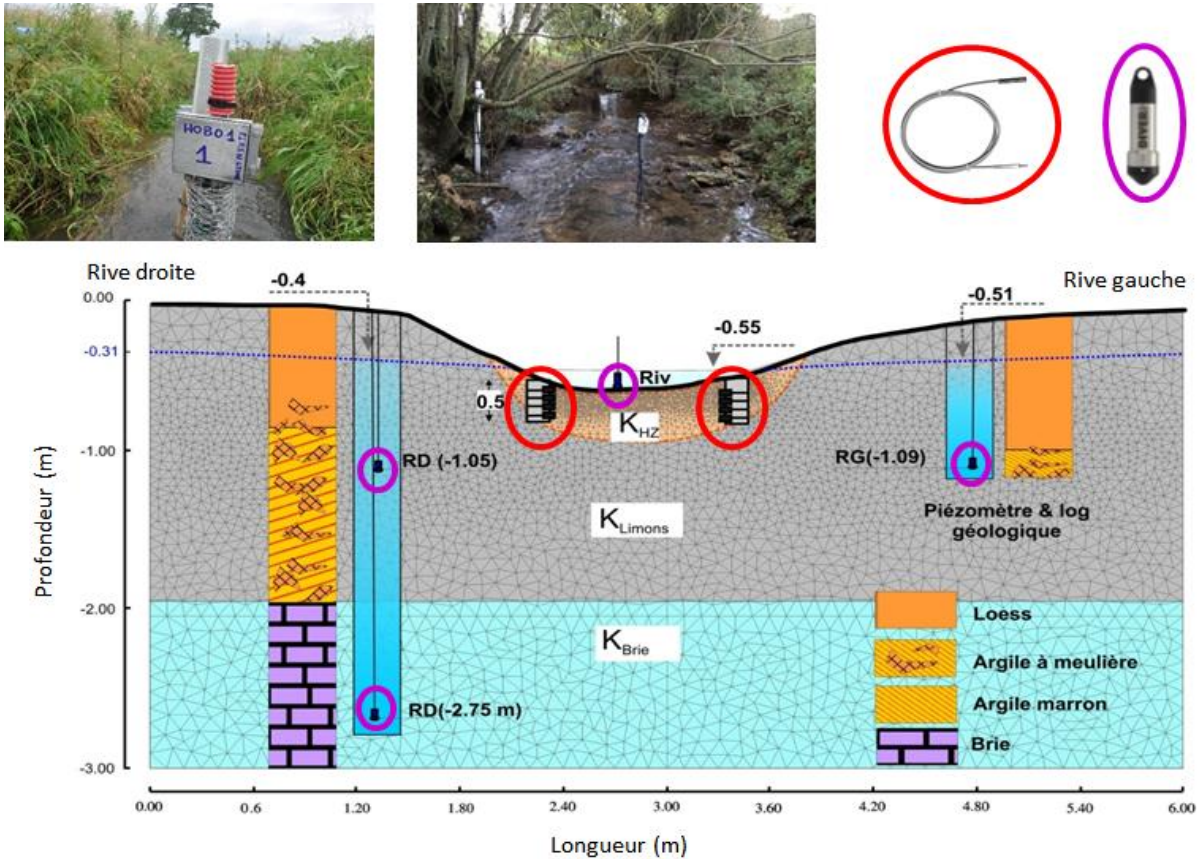 HOBO 1
1
Rive droite
Rive gauche
-0.4
-0.51
-0.55
0.00
-0.31
-1.00
-2.00
-3.00
Profondeur (m)
Riv
0.5
K_HZ
RD (-1.05)
RG(-1.09)
Piézomètre & log
géologique
K_Limons
K_Brie
RD(-2.75 m)
Loess
Argile à meulière
Argile marron
Brie
0.00 0.6 1.20 1.80 2.40 3.00 3.60 4.20 4.80 5.40 6.00
Longueur (m)